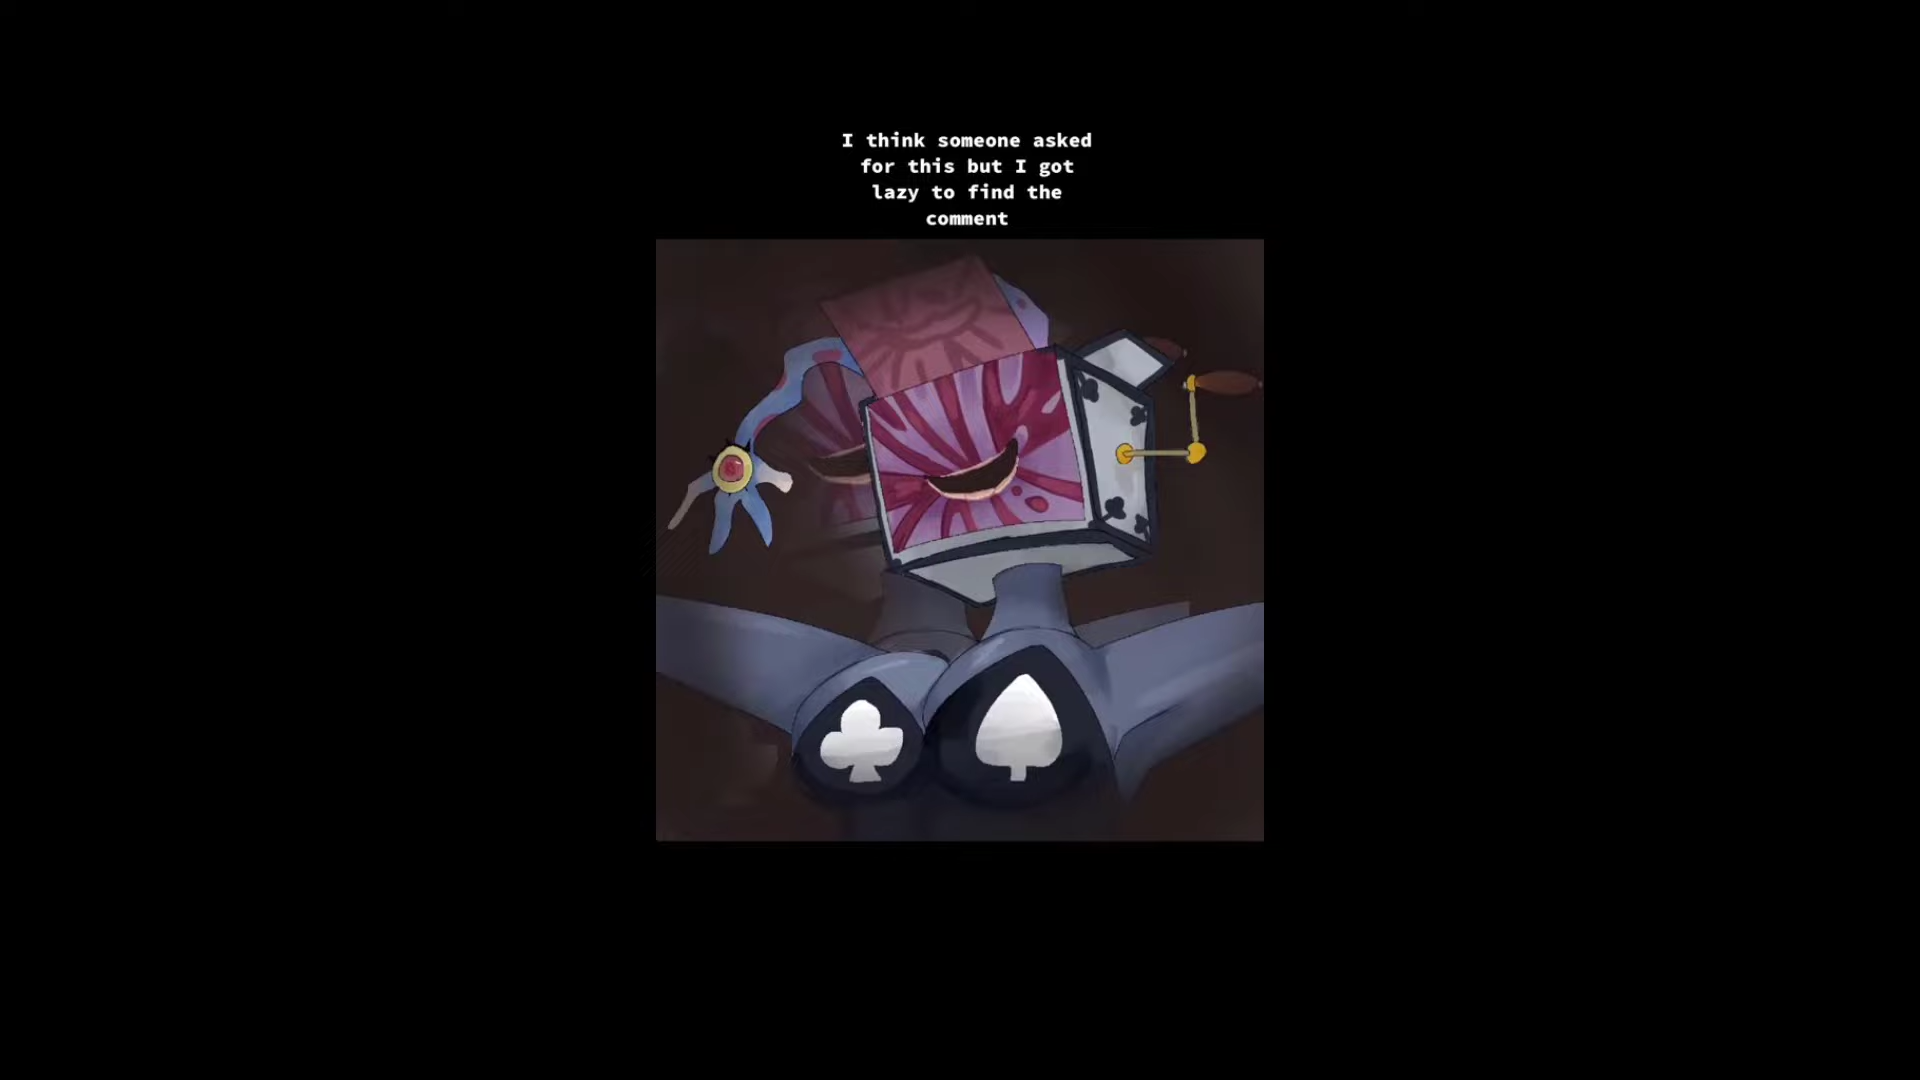 I think someone asked
for this but I got
lazy to find the
comment